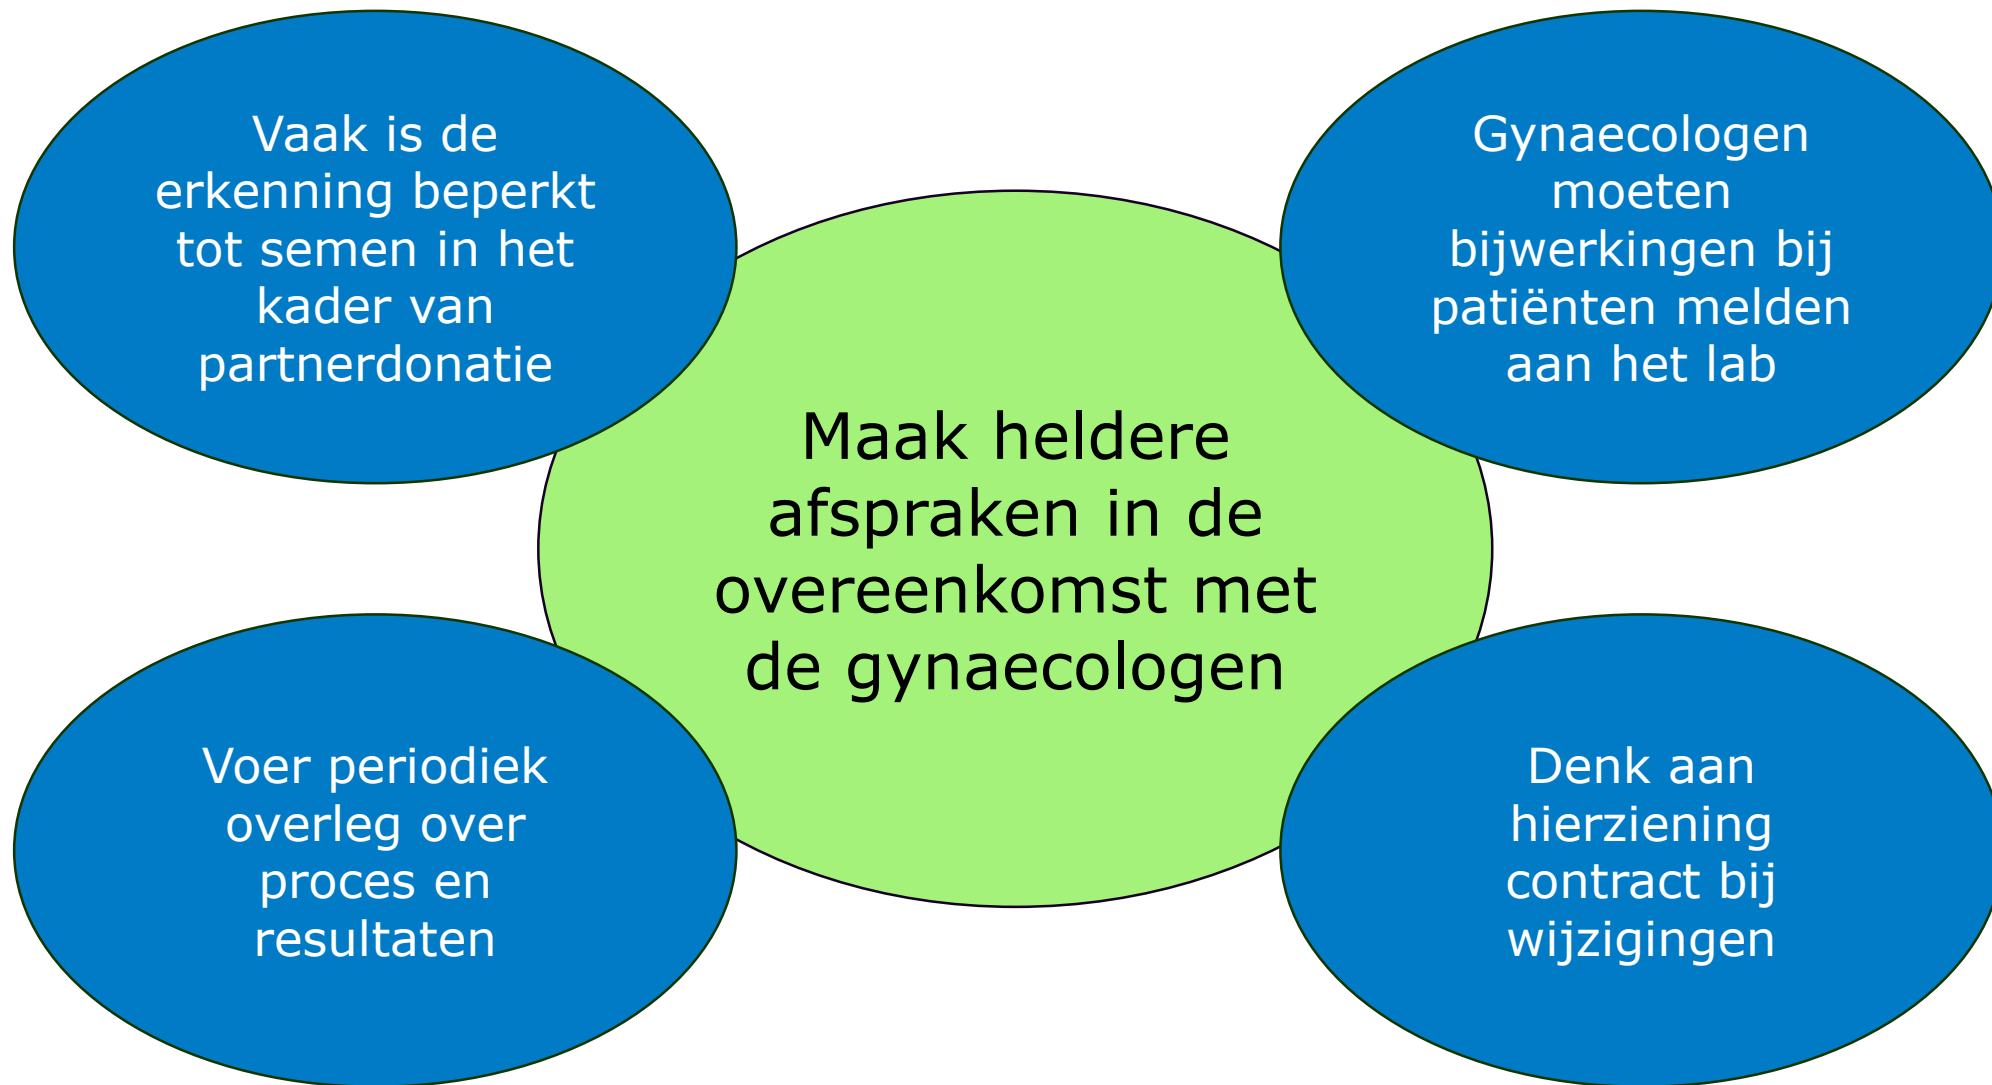 Vaak is de
erkenning beperkt
tot semen in het
kader van
partnerdonatie
Gynaecologen
moeten
bijwerkingen bij
patiënten melden
aan het lab
Maak heldere
afspraken in de
overeenkomst met
de gynaecologen
Voer periodiek
overleg over
proces en
resultaten
Denk aan
hierziening
contract bij
wijzigingen